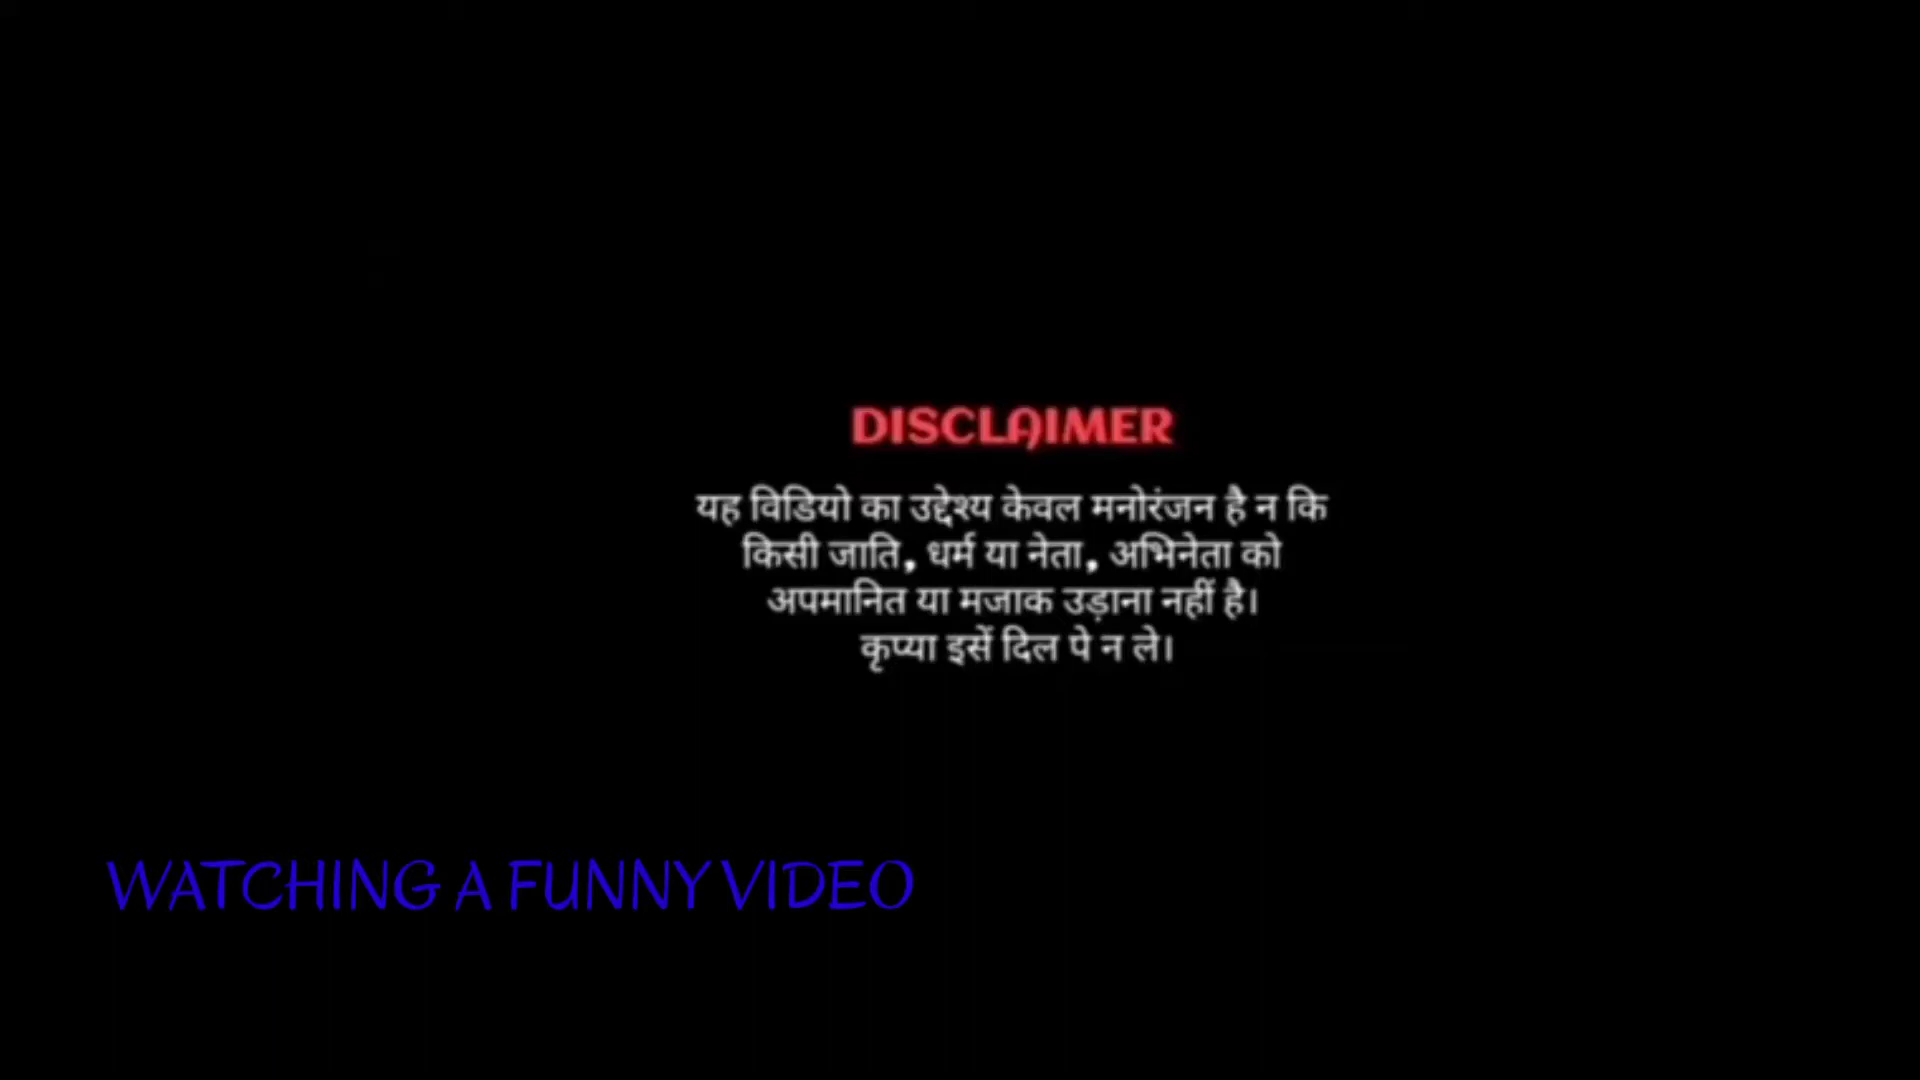 DISCLAIMER
यह विडियो का उद्देश्य केवल मनोरंजन है न कि
किसी जाति, धर्म या नेता, अभिनेता को
अपमानित या मजाक उड़ाना नहीं है।
कृप्या इसें दिल पे न ले।
WATCHING A FUNNY VIDEO